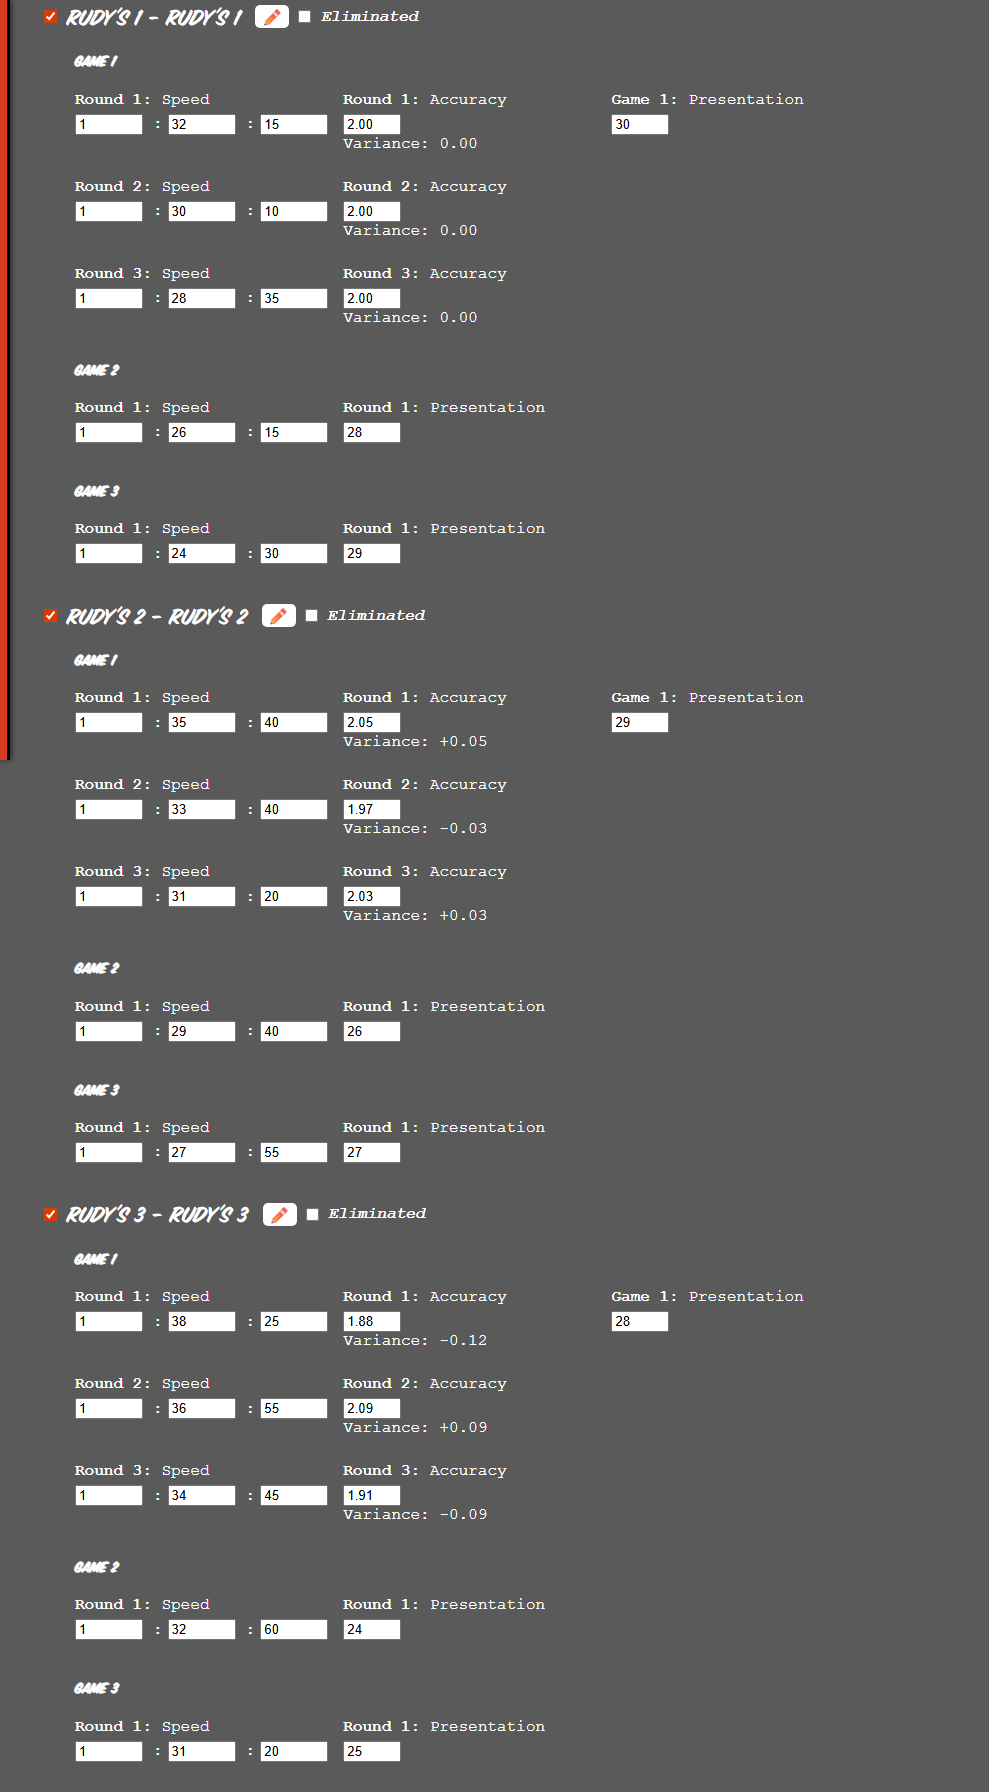 RUDY'S 1 - RUDY'S 1 Eliminated
GAME 1
Round 1: Speed Round 1: Accuracy Game 1: Presentation
1 : 32 : 15 2.00 30
Variance: 0.00
Round 2: Speed Round 2: Accuracy
1 : 30 : 10 2.00
Variance: 0.00
Round 3: Speed Round 3: Accuracy
1 : 28 : 35 2.00
Variance: 0.00
GAME 2
Round 1: Speed Round 1: Presentation
1 : 26 : 15 28
GAME 3
Round 1: Speed Round 1: Presentation
1 : 24 : 30 29
RUDY'S 2 - RUDY'S 2 Eliminated
GAME 1
Round 1: Speed Round 1: Accuracy Game 1: Presentation
1 : 35 : 40 2.05 29
Variance: +0.05
Round 2: Speed Round 2: Accuracy
1 : 33 : 40 1.97
Variance: -0.03
Round 3: Speed Round 3: Accuracy
1 : 31 : 20 2.03
Variance: +0.03
GAME 2
Round 1: Speed Round 1: Presentation
1 : 29 : 40 26
GAME 3
Round 1: Speed Round 1: Presentation
1 : 27 : 55 27
RUDY'S 3 - RUDY'S 3 Eliminated
GAME 1
Round 1: Speed Round 1: Accuracy Game 1: Presentation
1 : 38 : 25 1.88 28
Variance: -0.12
Round 2: Speed Round 2: Accuracy
1 : 36 : 55 2.09
Variance: +0.09
Round 3: Speed Round 3: Accuracy
1 : 34 : 45 1.91
Variance: -0.09
GAME 2
Round 1: Speed Round 1: Presentation
1 : 32 : 60 24
GAME 3
Round 1: Speed Round 1: Presentation
1 : 31 : 20 25